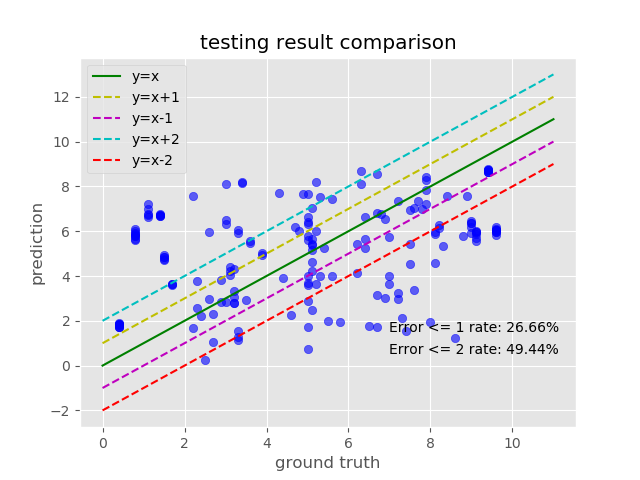 testing result comparison
y=x
y=x+1
y=x-1
y=x+2
y=x-2
12
10
8
6
4
2
0
−2
prediction
Error <= 1 rate: 26.66%
Error <= 2 rate: 49.44%
0
2
4
6
8
10
ground truth